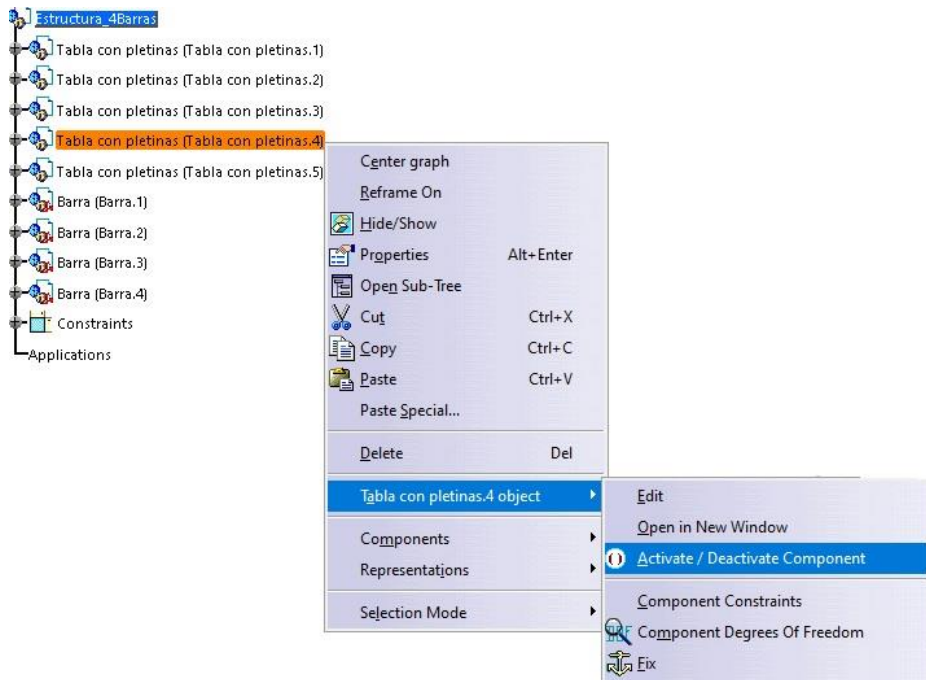 Estructura_4Barras
Tabla con pletinas (Tabla con pletinas.1)
Tabla con pletinas (Tabla con pletinas.2)
Tabla con pletinas (Tabla con pletinas.3)
Tabla con pletinas (Tabla con pletinas.4)
Tabla con pletinas (Tabla con pletinas.5)
Barra (Barra.1)
Barra (Barra.2)
Barra (Barra.3)
Barra (Barra.4)
Constraints
Applications
Center graph
Reframe On
Hide/Show
Properties Alt+Enter
Open Sub-Tree
Cut Ctrl+X
Copy Ctrl+C
Paste Ctrl+V
Paste Special...
Delete Del
Tabla con pletinas.4 object
Components
Representations
Selection Mode
Edit
Open in New Window
Activate / Deactivate Component
Component Constraints
Component Degrees Of Freedom
Fix